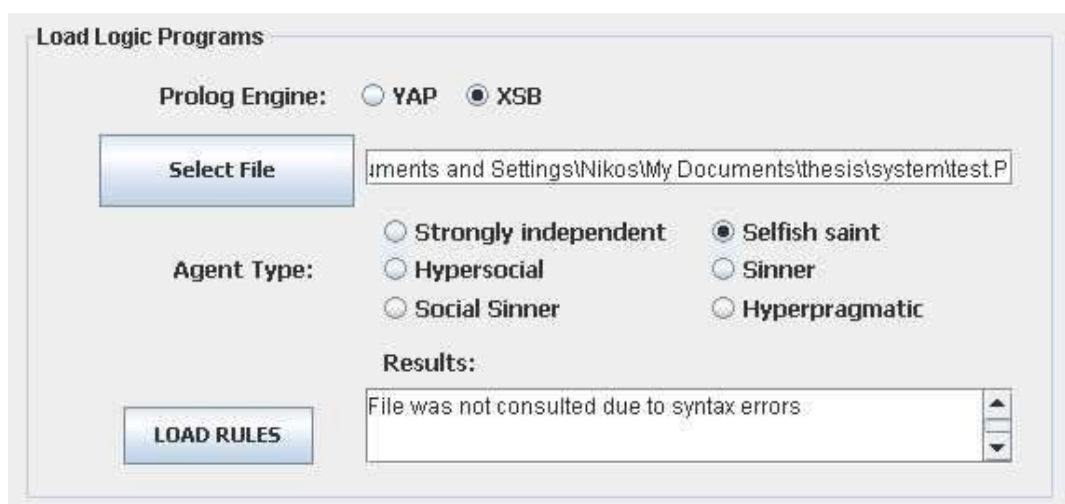 Load Logic Programs
Prolog Engine: YAP XSB
Select File uments and Settings\Nikos\My Documents\thesis\system\test.P
Strongly independent Selfish saint
Agent Type: Hypersocial Sinner
Social Sinner Hyperpragmatic
Results:
File was not consulted due to syntax errors
LOAD RULES